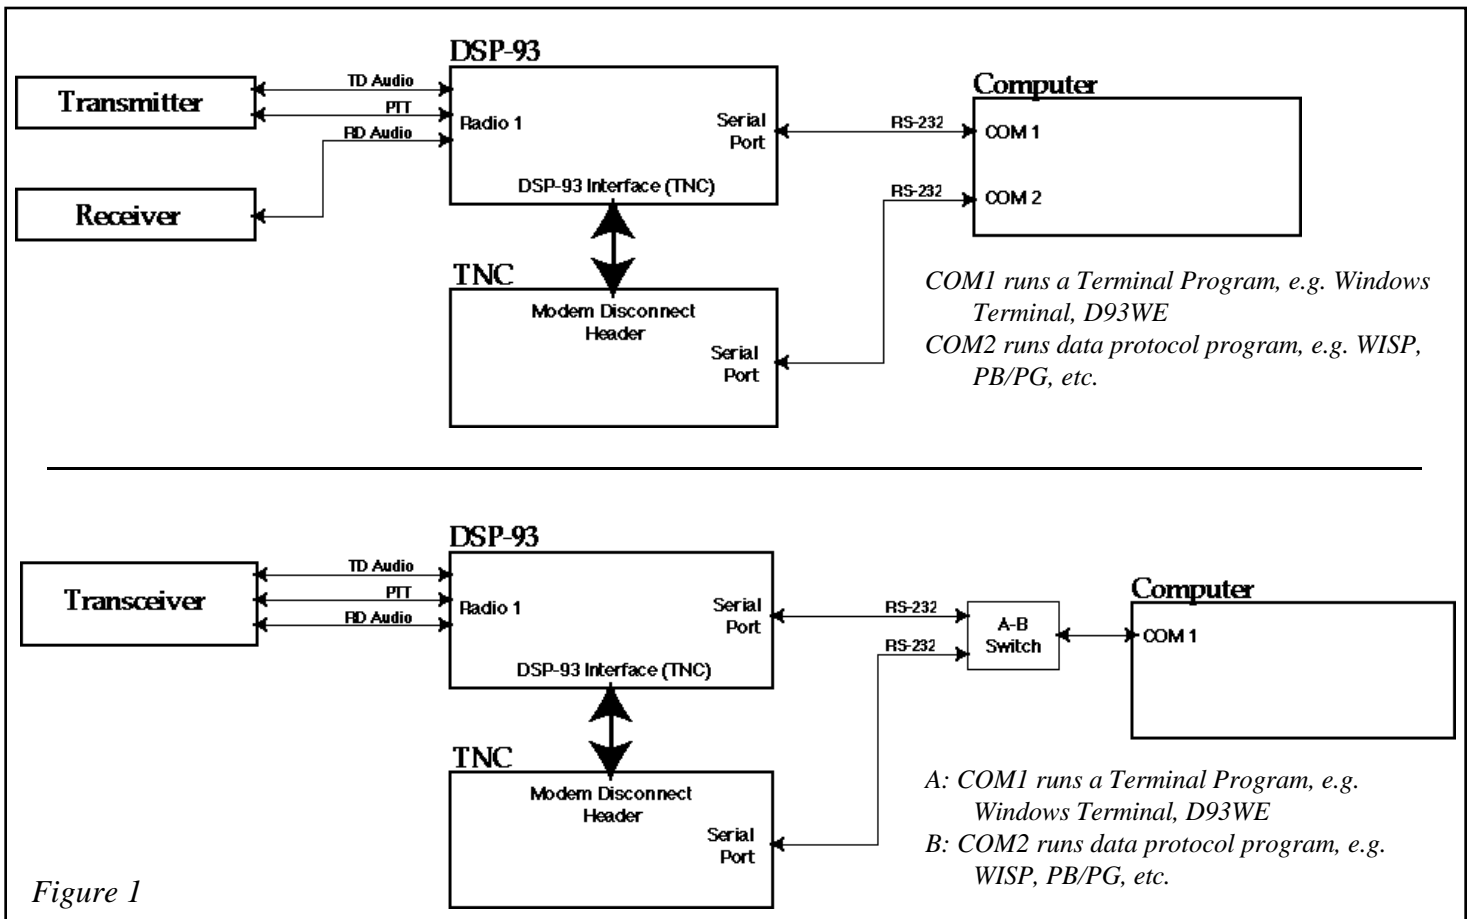 DSP-93
Transmitter
TD Audio
PTT
RD Audio
Radio 1
Serial
Port
DSP-93 Interface (TNC)
Receiver
RS-232
RS-232
Computer
COM 1
COM 2
TNC
Modem Disconnect
Header
Serial
Port
COM1 runs a Terminal Program, e.g. Windows
Terminal, D93WE
COM2 runs data protocol program, e.g. WISP,
PB/PG, etc.
DSP-93
Transceiver
TD Audio
PTT
RD Audio
Radio 1
Serial
Port
DSP-93 Interface (TNC)
RS-232
RS-232
A-B
Switch
Computer
COM 1
TNC
Modem Disconnect
Header
Serial
Port
A: COM1 runs a Terminal Program, e.g.
Windows Terminal, D93WE
B: COM2 runs data protocol program, e.g.
WISP, PB/PG, etc.
Figure 1